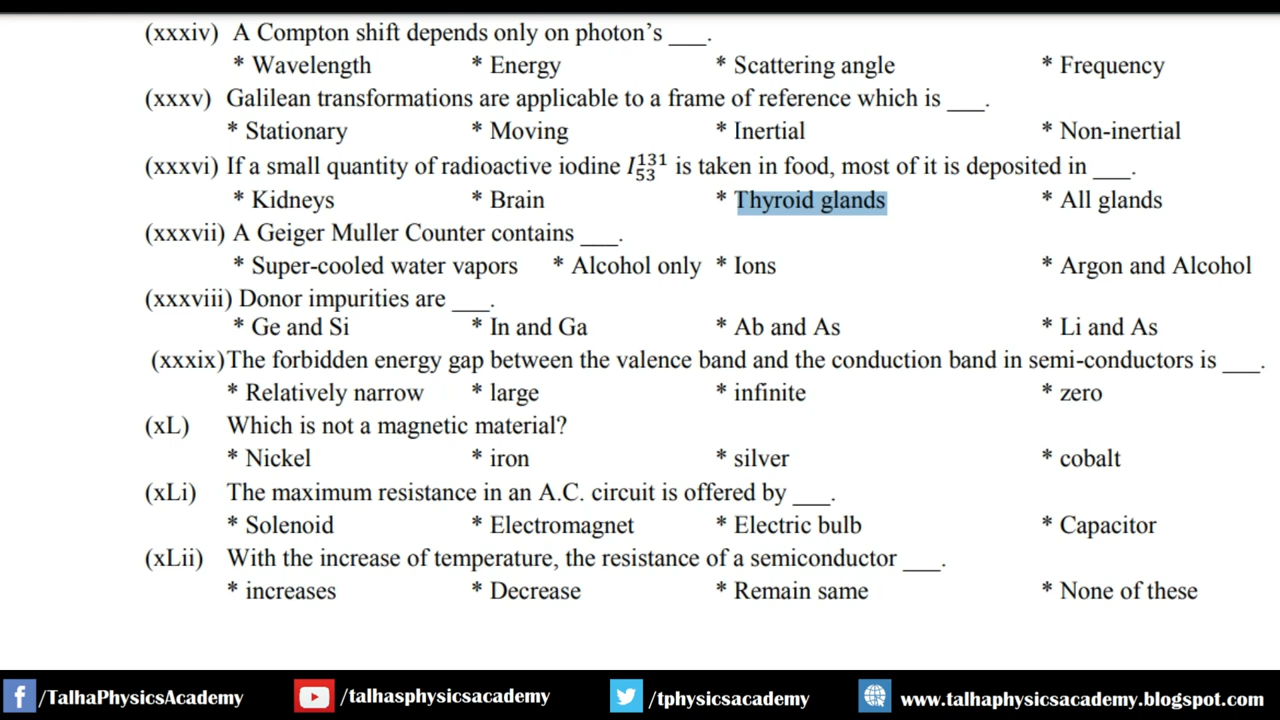 (xxxiv) A Compton shift depends only on photon’s ___.
* Wavelength * Energy * Scattering angle * Frequency
(xxxv) Galilean transformations are applicable to a frame of reference which is ___.
* Stationary * Moving * Inertial * Non-inertial
(xxxvi) If a small quantity of radioactive iodine I₅₃¹³¹ is taken in food, most of it is deposited in ___.
* Kidneys * Brain * Thyroid glands * All glands
(xxxvii) A Geiger Muller Counter contains ___.
* Super-cooled water vapors * Alcohol only * Ions * Argon and Alcohol
(xxxviii) Donor impurities are ___.
* Ge and Si * In and Ga * Ab and As * Li and As
(xxxix) The forbidden energy gap between the valence band and the conduction band in semi-conductors is ___.
* Relatively narrow * large * infinite * zero
(xL) Which is not a magnetic material?
* Nickel * iron * silver * cobalt
(xLi) The maximum resistance in an A.C. circuit is offered by ___.
* Solenoid * Electromagnet * Electric bulb * Capacitor
(xLii) With the increase of temperature, the resistance of a semiconductor ___.
* increases * Decrease * Remain same * None of these
/TalhaPhysicsAcademy /talhasphysicsacademy /tphysicsacademy www.talhaphysicsacademy.blogspot.com